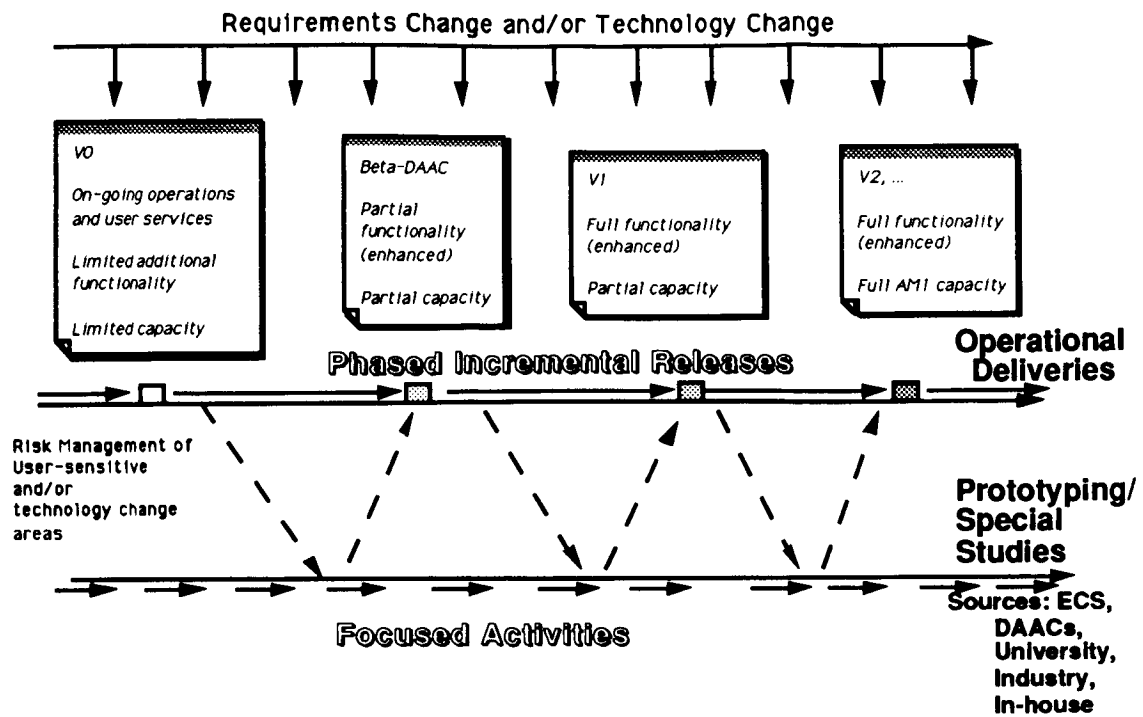 Requirements Change and/or Technology Change
V0
On-going operations
and user services
Limited additional
functionality
Limited capacity
Beta-DAAC
Partial
functionality
(enhanced)
Partial capacity
V1
Full functionality
(enhanced)
Partial capacity
V2, ...
Full functionality
(enhanced)
Full AM1 capacity
Phased Incremental Releases
Operational
Deliveries
Risk Management of
User-sensitive
and/or
technology change
areas
Prototyping/
Special
Studies
Sources: ECS,
DAACs,
University,
Industry,
In-house
Focused Activities